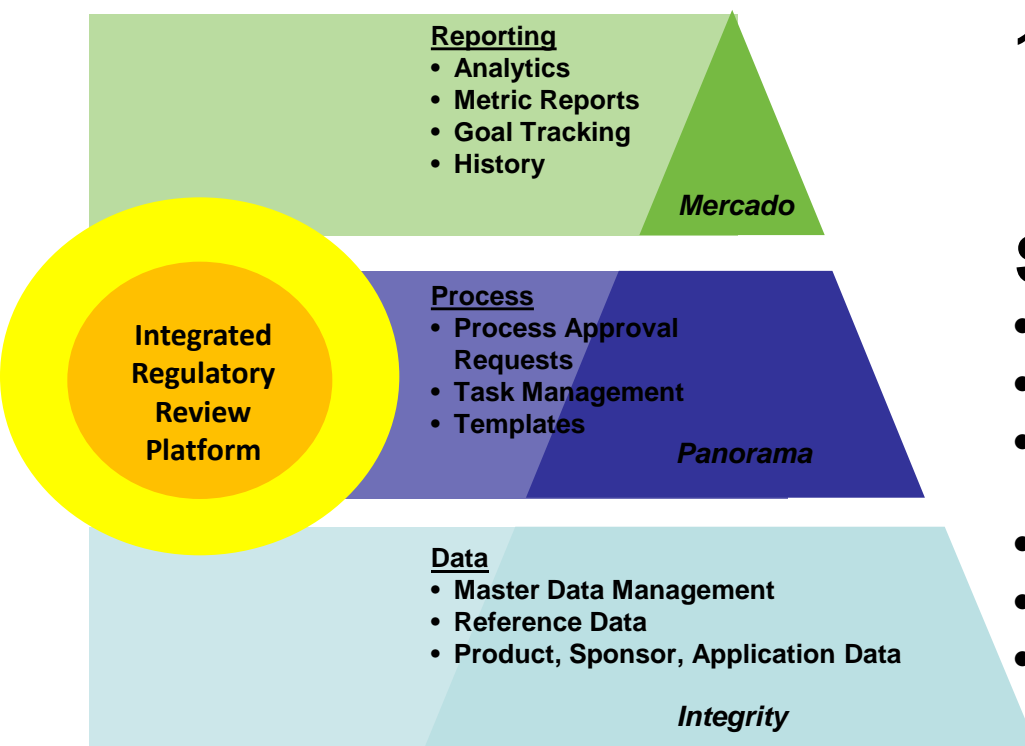 Reporting
• Analytics
• Metric Reports
• Goal Tracking
• History
Mercado
Integrated
Regulatory
Review
Platform
Process
• Process Approval
Requests
• Task Management
• Templates
Panorama
Data
• Master Data Management
• Reference Data
• Product, Sponsor, Application Data
Integrity